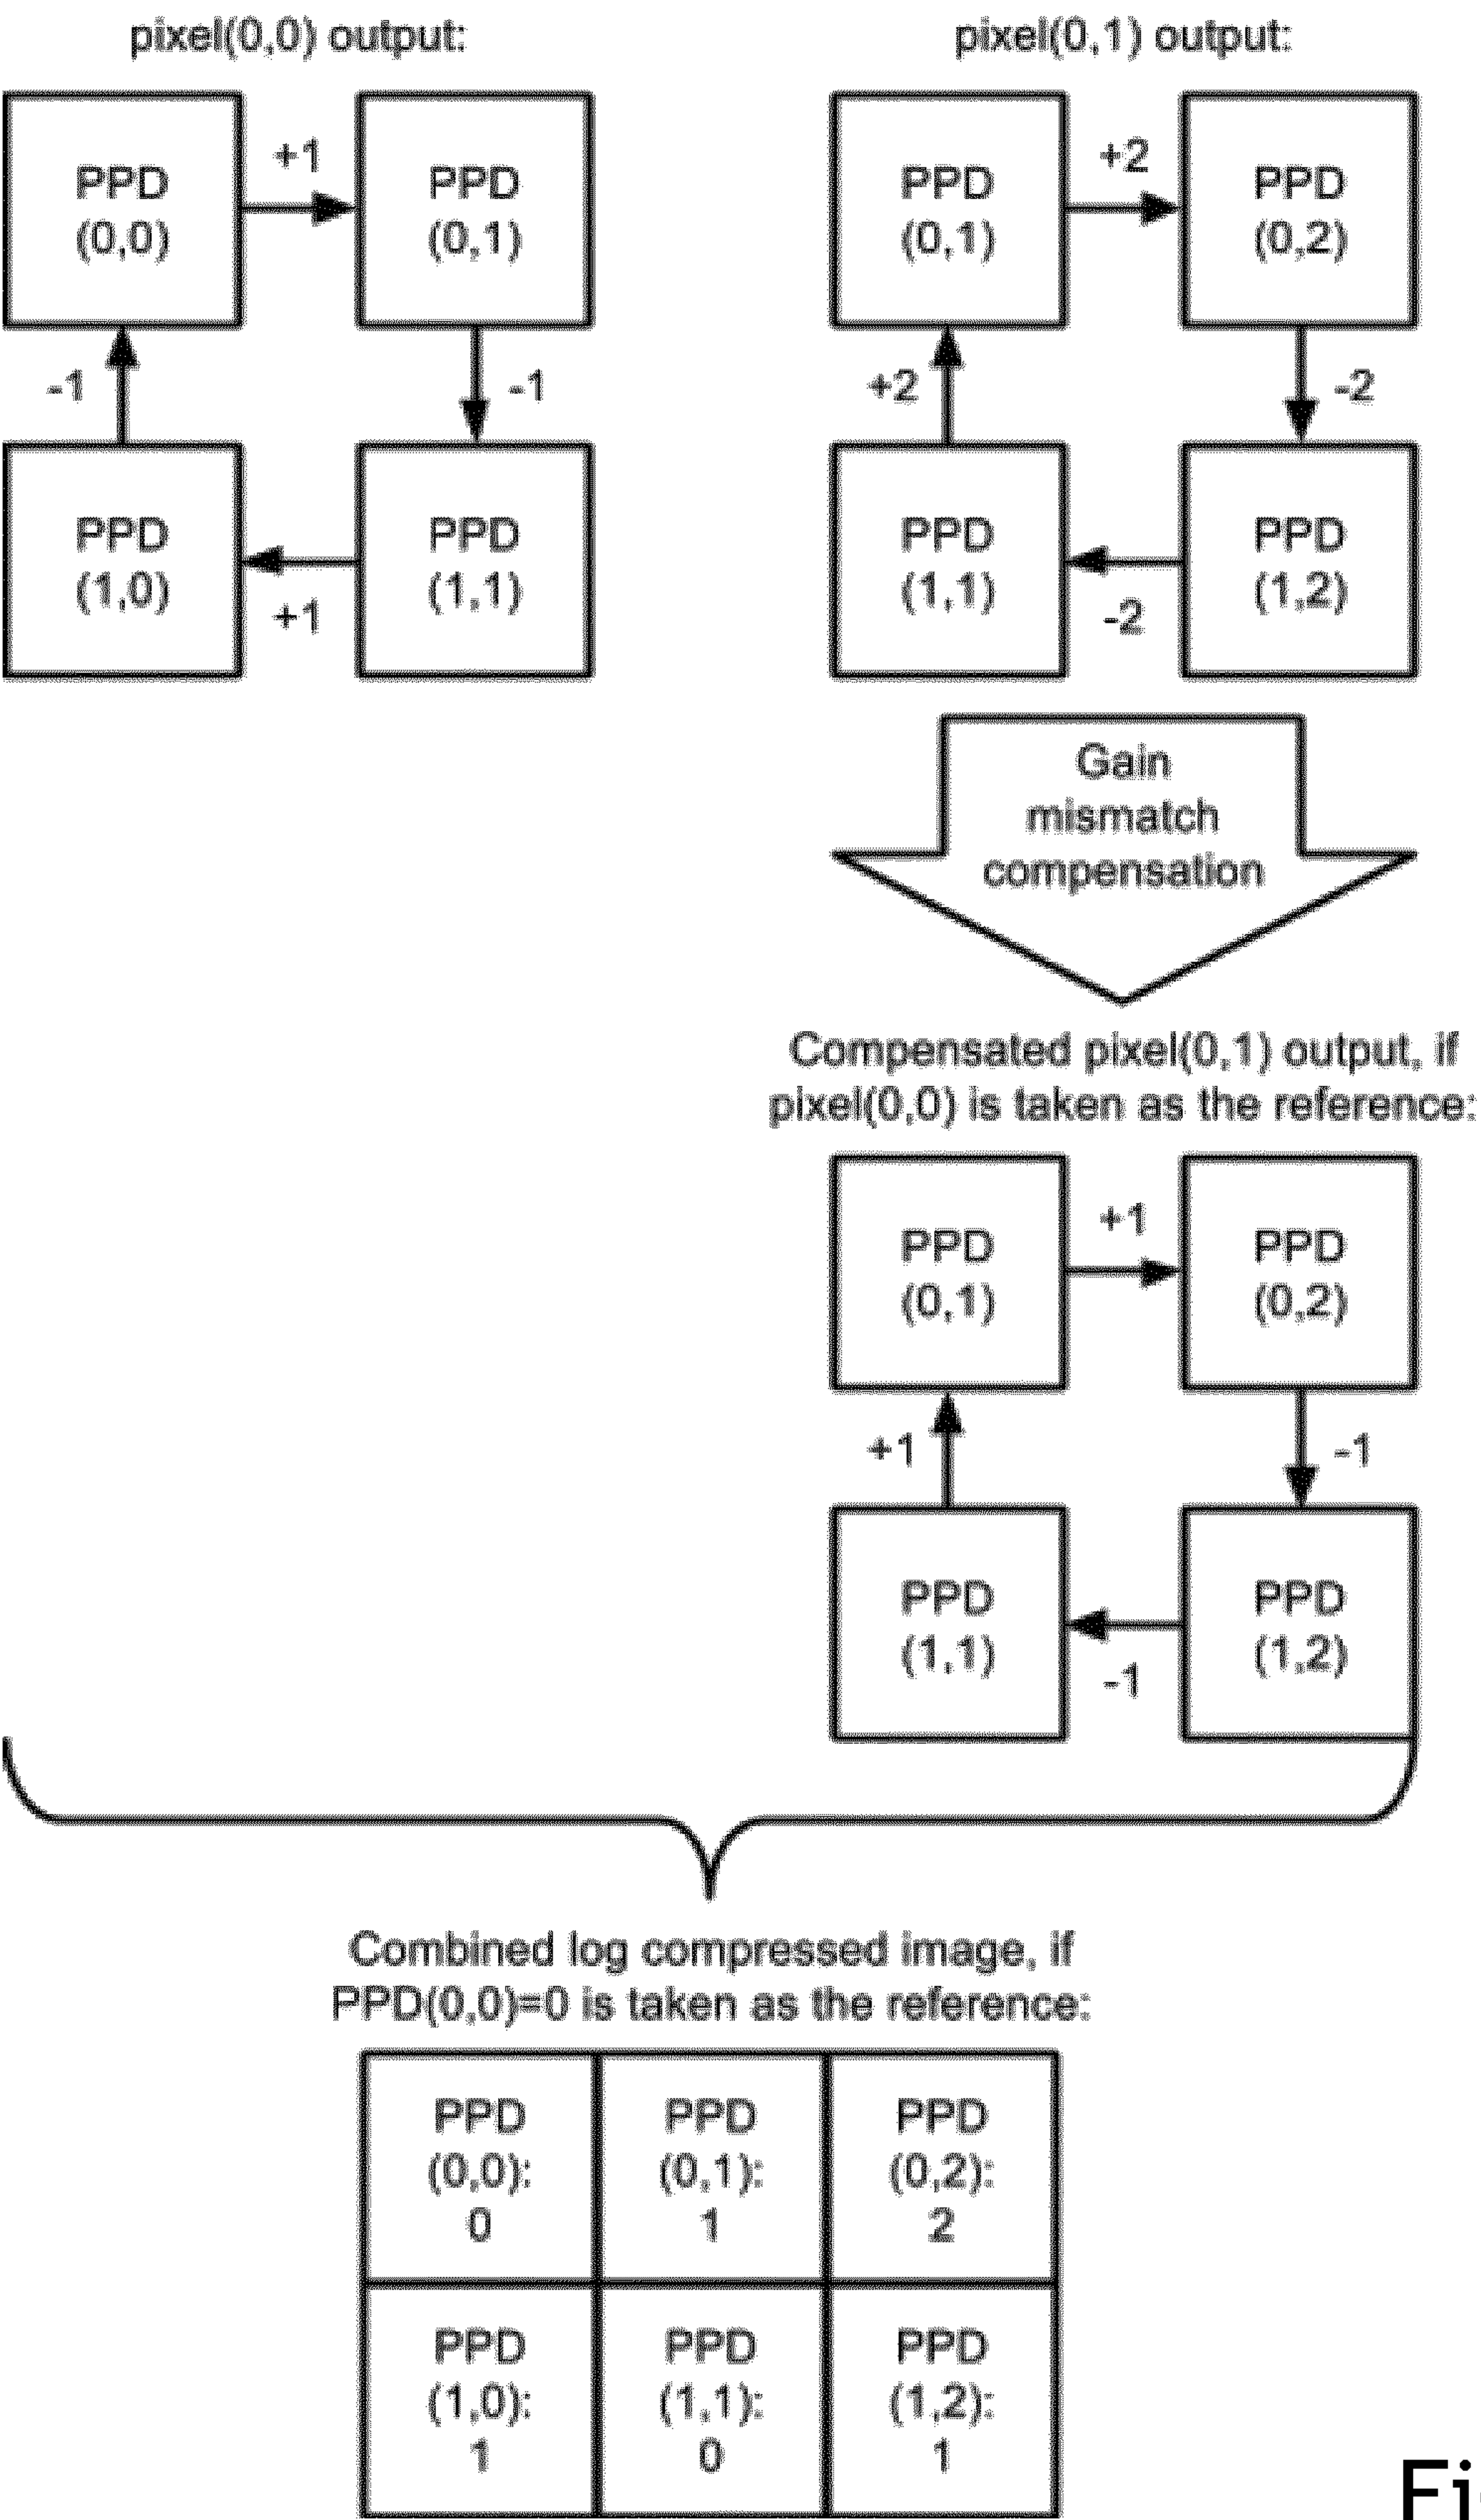 pixel(0,0) output:
PPD
(0,0)
+1
PPD
(0,1)
-1
-1
PPD
(1,0)
+1
PPD
(1,1)
pixel(0,1) output:
PPD
(0,1)
+2
PPD
(0,2)
+2
-2
PPD
(1,1)
-2
PPD
(1,2)
Gain
mismatch
compensation
Compensated pixel(0,1) output, if
pixel(0,0) is taken as the reference:
PPD
(0,1)
+1
PPD
(0,2)
+1
-1
PPD
(1,1)
-1
PPD
(1,2)
Combined log compressed image, if
PPD(0,0)=0 is taken as the reference:
PPD
(0,0):
0
PPD
(0,1):
1
PPD
(0,2):
2
PPD
(1,0):
1
PPD
(1,1):
0
PPD
(1,2):
1
Fi